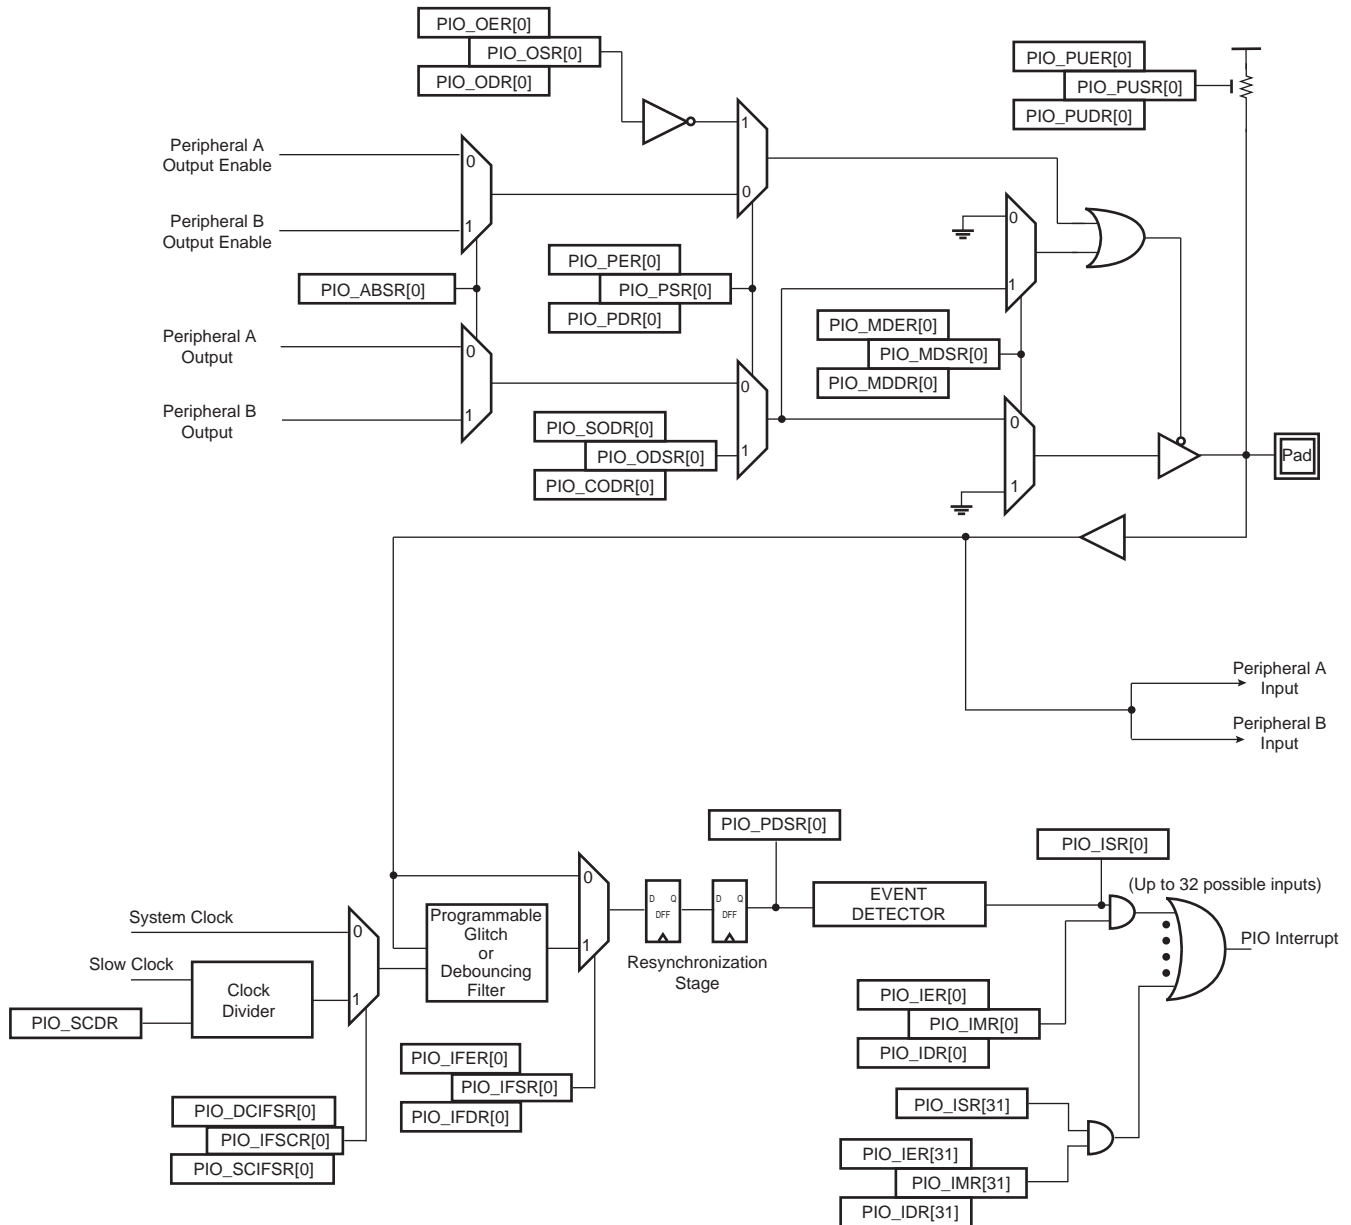 PIO_OER[0]
PIO_OSR[0]
PIO_ODR[0]
PIO_PUER[0]
PIO_PUSR[0]
PIO_PUDR[0]
1
Peripheral A
Output Enable
0
0
Peripheral B
Output Enable
1
0
PIO_PER[0]
PIO_PSR[0]
PIO_PDR[0]
PIO_ABSR[0]
1
PIO_MDER[0]
PIO_MDSR[0]
PIO_MDDR[0]
Peripheral A
Output
0
0
Peripheral B
Output
1
PIO_SODR[0]
PIO_ODSR[0]
PIO_CODR[0]
1
0
1
Pad
Peripheral A
Input
Peripheral B
Input
PIO_PDSR[0]
PIO_ISR[0]
(Up to 32 possible inputs)
0
EVENT
DETECTOR
D Q
DFF
D Q
DFF
Resynchronization
Stage
PIO Interrupt
System Clock
0
Programmable
Glitch
or
Debouncing
Filter
1
Slow Clock
Clock
Divider
1
PIO_SCDR
PIO_IER[0]
PIO_IMR[0]
PIO_IDR[0]
PIO_IFER[0]
PIO_IFSR[0]
PIO_IFDR[0]
PIO_DCIFSR[0]
PIO_IFSCR[0]
PIO_SCIFSR[0]
PIO_ISR[31]
PIO_IER[31]
PIO_IMR[31]
PIO_IDR[31]